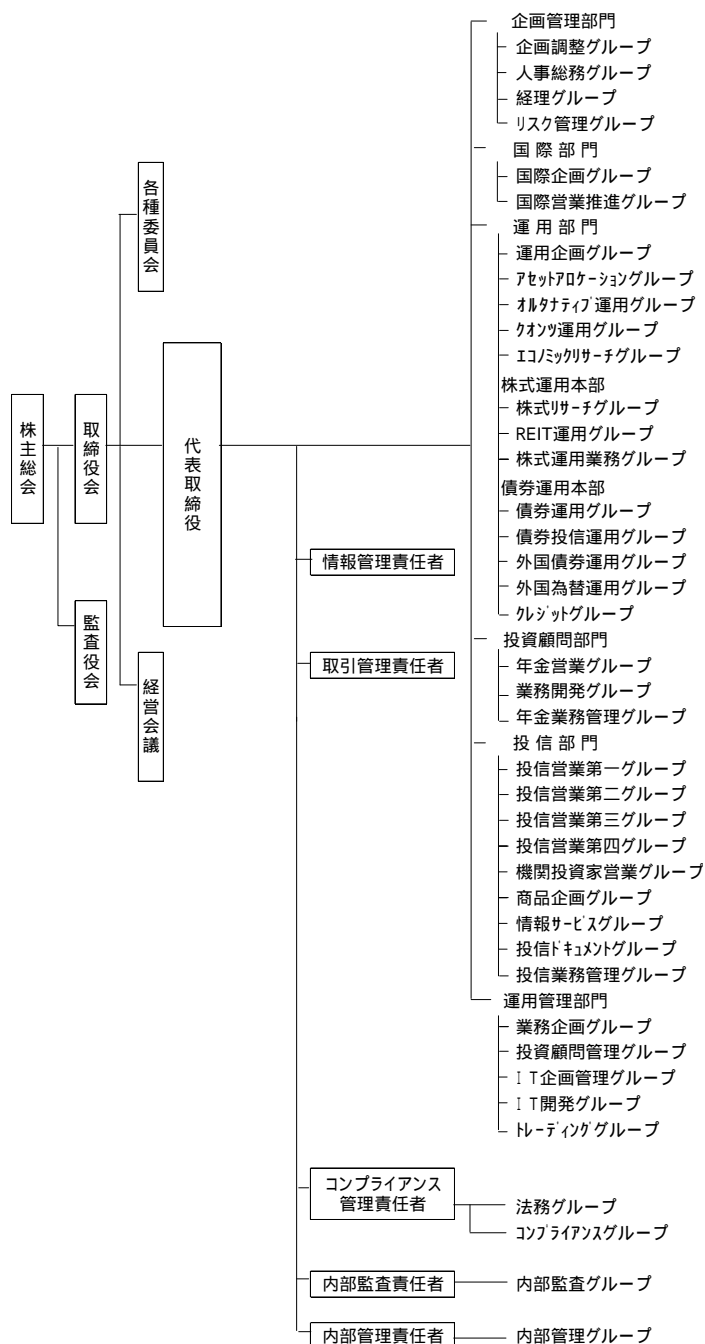 株主総会
取締役会
監査役会
各種委員会
経営会議
代表取締役
企画管理部門
企画調整グループ
人事総務グループ
経理グループ
ﾘｽｸ管理グループ
国 際 部 門
国際企画グループ
国際営業推進グループ
運 用 部 門
運用企画グループ
ｱｾｯﾄｱﾛｹｰｼｮﾝグループ
ｵﾙﾀﾅﾃｨﾌﾞ運用グループ
ｸｵﾝﾂ運用グループ
ｴｺﾉﾐｯｸﾘｻｰﾁグループ
株式運用本部
株式ﾘｻｰﾁグループ
REIT運用グループ
株式運用業務グループ
債券運用本部
債券運用グループ
債券投信運用グループ
外国債券運用グループ
外国為替運用グループ
ｸﾚｼﾞｯﾄグループ
投資顧問部門
年金営業グループ
業務開発グループ
年金業務管理グループ
投 信 部 門
投信営業第一グループ
投信営業第二グループ
投信営業第三グループ
投信営業第四グループ
機関投資家営業グループ
商品企画グループ
情報ｻｰﾋﾞｽグループ
投信ﾄﾞｷｭﾒﾝﾄグループ
投信業務管理グループ
運用管理部門
業務企画グループ
投資顧問管理グループ
ＩＴ企画管理グループ
ＩＴ開発グループ
ﾄﾚｰﾃﾞｨﾝｸﾞグループ
情報管理責任者
取引管理責任者
コンプライアンス
管理責任者
法務グループ
ｺﾝﾌﾟﾗｲｱﾝｽグループ
内部監査責任者
内部監査グループ
内部管理責任者
内部管理グループ